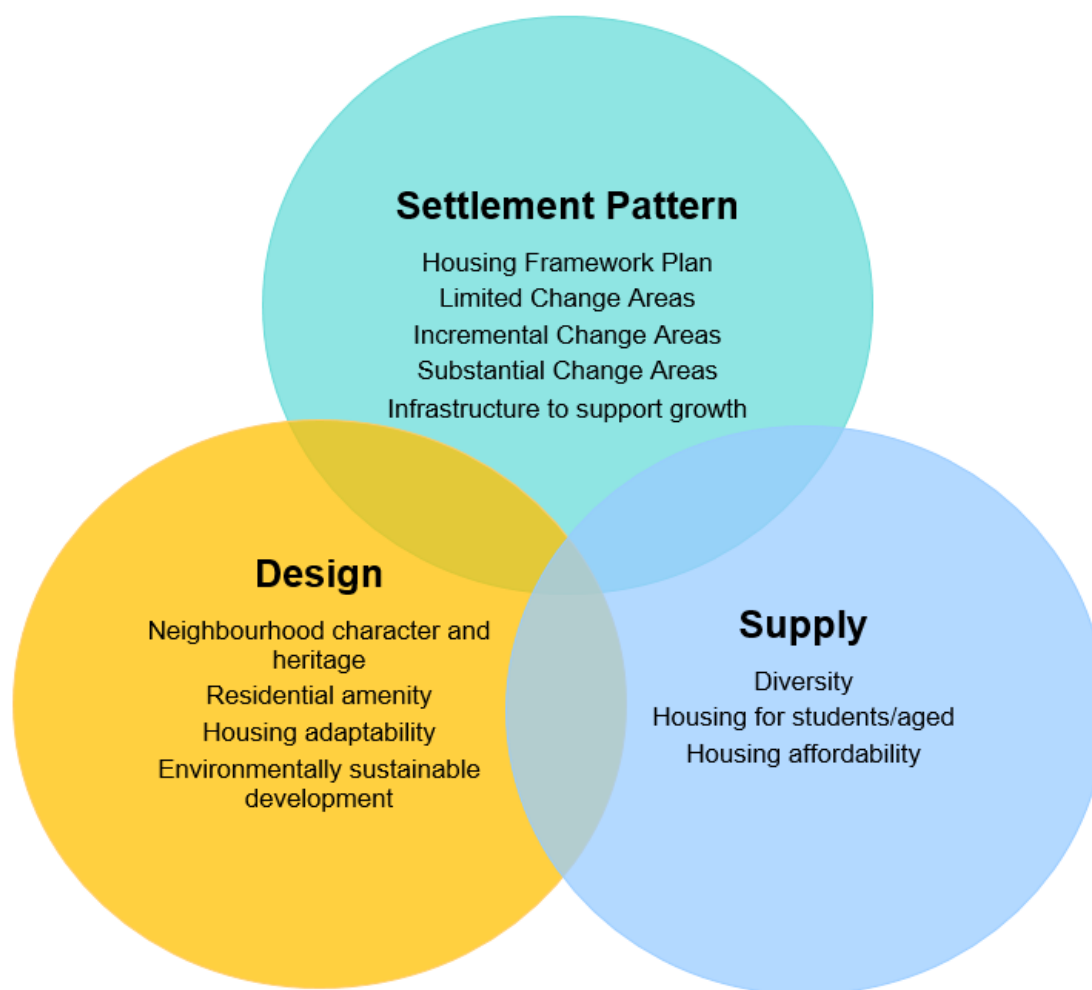 Settlement Pattern
Housing Framework Plan
Limited Change Areas
Incremental Change Areas
Substantial Change Areas
Infrastructure to support growth
Design
Neighbourhood character and
heritage
Residential amenity
Housing adaptability
Environmentally sustainable
development
Supply
Diversity
Housing for students/aged
Housing affordability